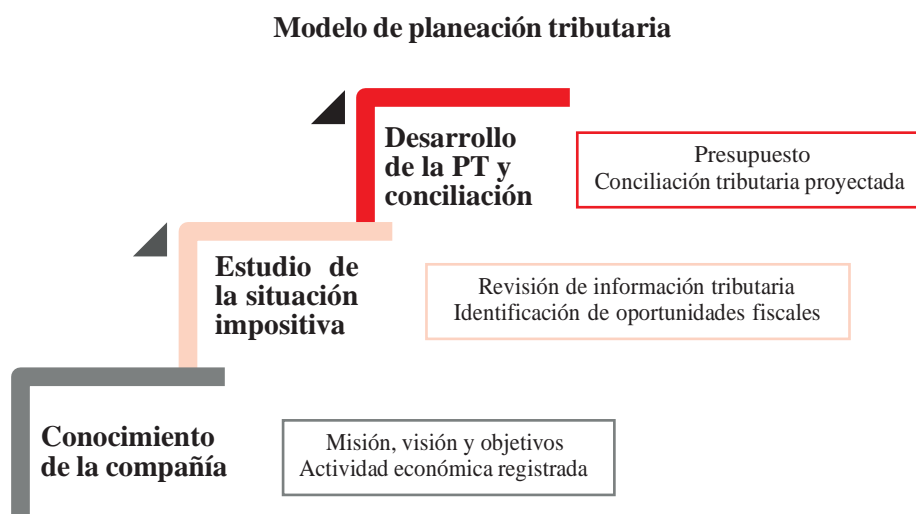 Modelo de planeación tributaria
Desarrollo
de la PT y
conciliación
Presupuesto
Conciliación tributaria proyectada
Estudio de
la situación
impositiva
Revisión de información tributaria
Identificación de oportunidades fiscales
Conocimiento
de la compañía
Misión, visión y objetivos
Actividad económica registrada